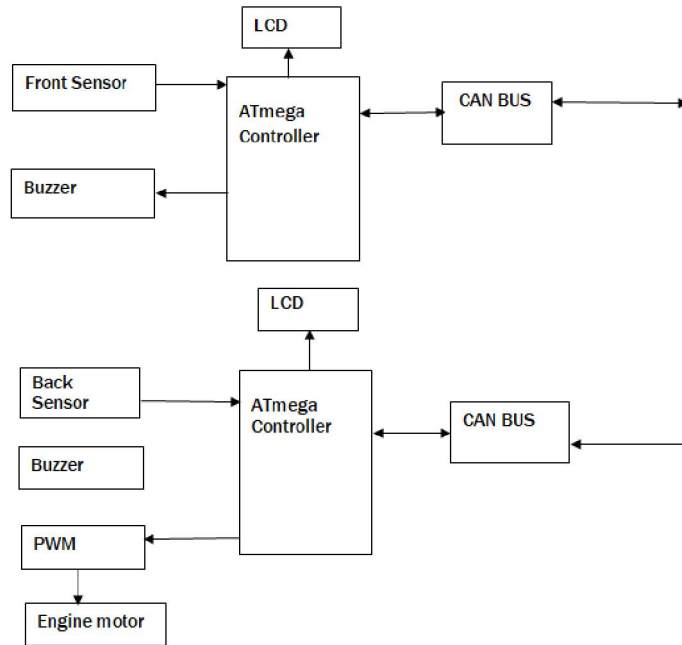 LCD
Front Sensor
ATmega
Controller
CAN BUS
Buzzer
LCD
Back
Sensor
ATmega
Controller
CAN BUS
Buzzer
PWM
Engine motor